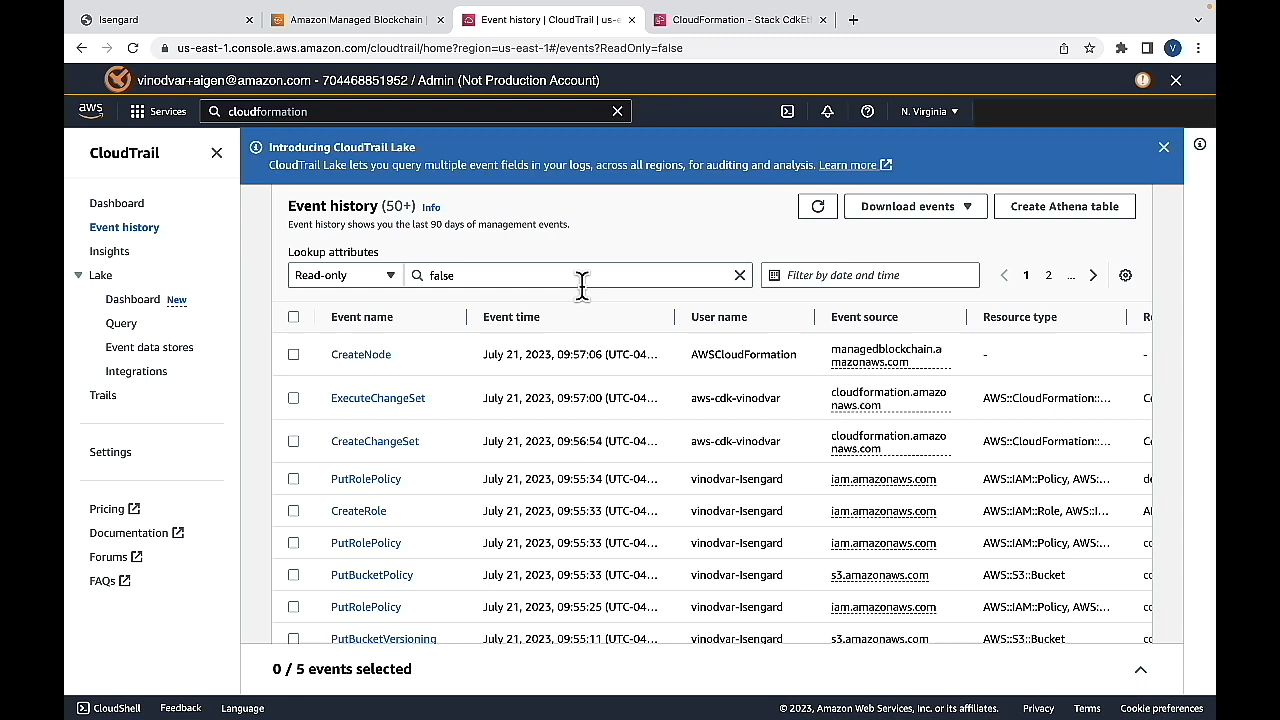 Isengard
Amazon Managed Blockchain |
Event history | CloudTrail | us-e
CloudFormation - Stack CdkEt
us-east-1.console.aws.amazon.com/cloudtrail/home?region=us-east-1#/events?ReadOnly=false
V
vinodvar+aigen@amazon.com - 704468851952 / Admin (Not Production Account)
aws
Services
cloudformation
N. Virginia
CloudTrail
Introducing CloudTrail Lake
CloudTrail Lake lets you query multiple event fields in your logs, across all regions, for auditing and analysis. Learn more
Dashboard
Event history
Insights
Lake
Dashboard New
Query
Event data stores
Integrations
Trails
Settings
Pricing
Documentation
Forums
FAQs
Event history (50+) Info
Event history shows you the last 90 days of management events.
Download events
Create Athena table
Lookup attributes
Read-only
false
Filter by date and time
1 2 ...
Event name Event time User name Event source Resource type
CreateNode July 21, 2023, 09:57:06 (UTC-04... AWSCloudFormation managedblockchain.a
mazonaws.com - -
ExecuteChangeSet July 21, 2023, 09:57:00 (UTC-04... aws-cdk-vinodvar cloudformation.amazo
naws.com AWS::CloudFormation::...
CreateChangeSet July 21, 2023, 09:56:54 (UTC-04... aws-cdk-vinodvar cloudformation.amazo
naws.com AWS::CloudFormation::...
PutRolePolicy July 21, 2023, 09:55:34 (UTC-04... vinodvar-Isengard iam.amazonaws.com AWS::IAM::Policy, AWS:...
CreateRole July 21, 2023, 09:55:33 (UTC-04... vinodvar-Isengard iam.amazonaws.com AWS::IAM::Role, AWS::I...
PutRolePolicy July 21, 2023, 09:55:33 (UTC-04... vinodvar-Isengard iam.amazonaws.com AWS::IAM::Policy, AWS:...
PutBucketPolicy July 21, 2023, 09:55:33 (UTC-04... vinodvar-Isengard s3.amazonaws.com AWS::S3::Bucket
PutRolePolicy July 21, 2023, 09:55:25 (UTC-04... vinodvar-Isengard iam.amazonaws.com AWS::IAM::Policy, AWS:...
PutBucketVersioning July 21, 2023, 09:55:11 (UTC-04... vinodvar-Isengard s3.amazonaws.com AWS::S3::Bucket
0 / 5 events selected
CloudShell Feedback Language
© 2023, Amazon Web Services, Inc. or its affiliates. Privacy Terms Cookie preferences